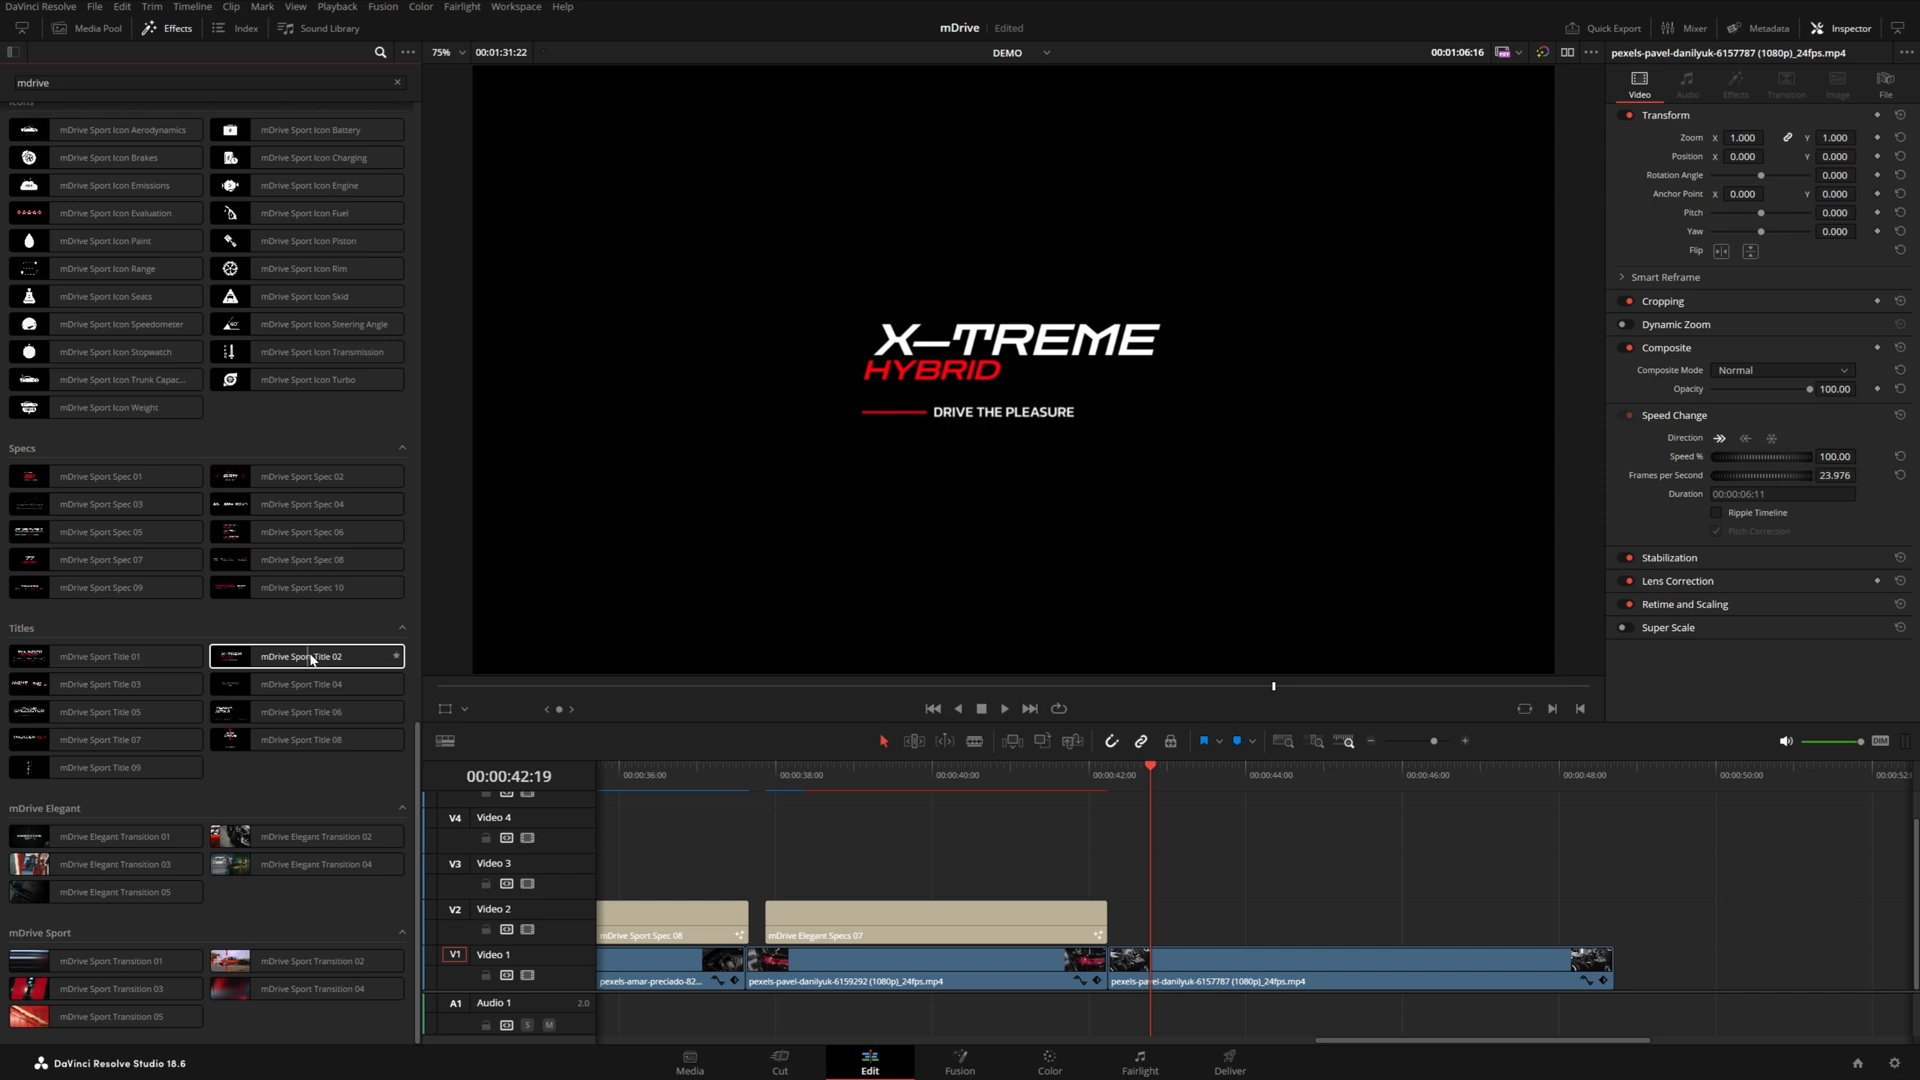 DaVinci Resolve File Edit Trim Timeline Clip Mark View Playback Fusion Color Fairlight Workspace Help
Media Pool Effects Index Sound Library
mDrive Edited
Quick Export Mixer Metadata Inspector
75% 00:01:31:22 DEMO 00:01:06:16
pexels-pavel-danilyuk-6157787 (1080p)_24fps.mp4
mdrive
Icons
mDrive Sport Icon Aerodynamics mDrive Sport Icon Battery
mDrive Sport Icon Brakes mDrive Sport Icon Charging
mDrive Sport Icon Emissions mDrive Sport Icon Engine
mDrive Sport Icon Evaluation mDrive Sport Icon Fuel
mDrive Sport Icon Paint mDrive Sport Icon Piston
mDrive Sport Icon Range mDrive Sport Icon Rim
mDrive Sport Icon Seats mDrive Sport Icon Skid
mDrive Sport Icon Speedometer mDrive Sport Icon Steering Angle
mDrive Sport Icon Stopwatch mDrive Sport Icon Transmission
mDrive Sport Icon Trunk Capac... mDrive Sport Icon Turbo
mDrive Sport Icon Weight
Specs
mDrive Sport Spec 01 mDrive Sport Spec 02
mDrive Sport Spec 03 mDrive Sport Spec 04
mDrive Sport Spec 05 mDrive Sport Spec 06
mDrive Sport Spec 07 mDrive Sport Spec 08
mDrive Sport Spec 09 mDrive Sport Spec 10
Titles
mDrive Sport Title 01 mDrive Sport Title 02
mDrive Sport Title 03 mDrive Sport Title 04
mDrive Sport Title 05 mDrive Sport Title 06
mDrive Sport Title 07 mDrive Sport Title 08
mDrive Sport Title 09
mDrive Elegant
mDrive Elegant Transition 01 mDrive Elegant Transition 02
mDrive Elegant Transition 03 mDrive Elegant Transition 04
mDrive Elegant Transition 05
mDrive Sport
mDrive Sport Transition 01 mDrive Sport Transition 02
mDrive Sport Transition 03 mDrive Sport Transition 04
mDrive Sport Transition 05
X-TREME
HYBRID
DRIVE THE PLEASURE
Video Audio Effects Transition Image File
Transform
Zoom X 1.000 Y 1.000
Position X 0.000 Y 0.000
Rotation Angle 0.000
Anchor Point X 0.000 Y 0.000
Pitch 0.000
Yaw 0.000
Flip
Smart Reframe
Cropping
Dynamic Zoom
Composite
Composite Mode Normal
Opacity 100.00
Speed Change
Direction
Speed % 100.00
Frames per Second 23.976
Duration 00:00:06:11
Ripple Timeline
Pitch Correction
Stabilization
Lens Correction
Retime and Scaling
Super Scale
DIM
00:00:42:19
00:00:36:00 00:00:38:00 00:00:40:00 00:00:42:00 00:00:44:00 00:00:46:00 00:00:48:00 00:00:50:00 00:00:52:
V4 Video 4
V3 Video 3
V2 Video 2
mDrive Sport Spec 08 mDrive Elegant Specs 07
V1 Video 1
pexels-amar-preciado-82... pexels-pavel-danilyuk-6159292 (1080p)_24fps.mp4 pexels-pavel-danilyuk-6157787 (1080p)_24fps.mp4
A1 Audio 1 2.0
S M
DaVinci Resolve Studio 18.6
Media Cut Edit Fusion Color Fairlight Deliver